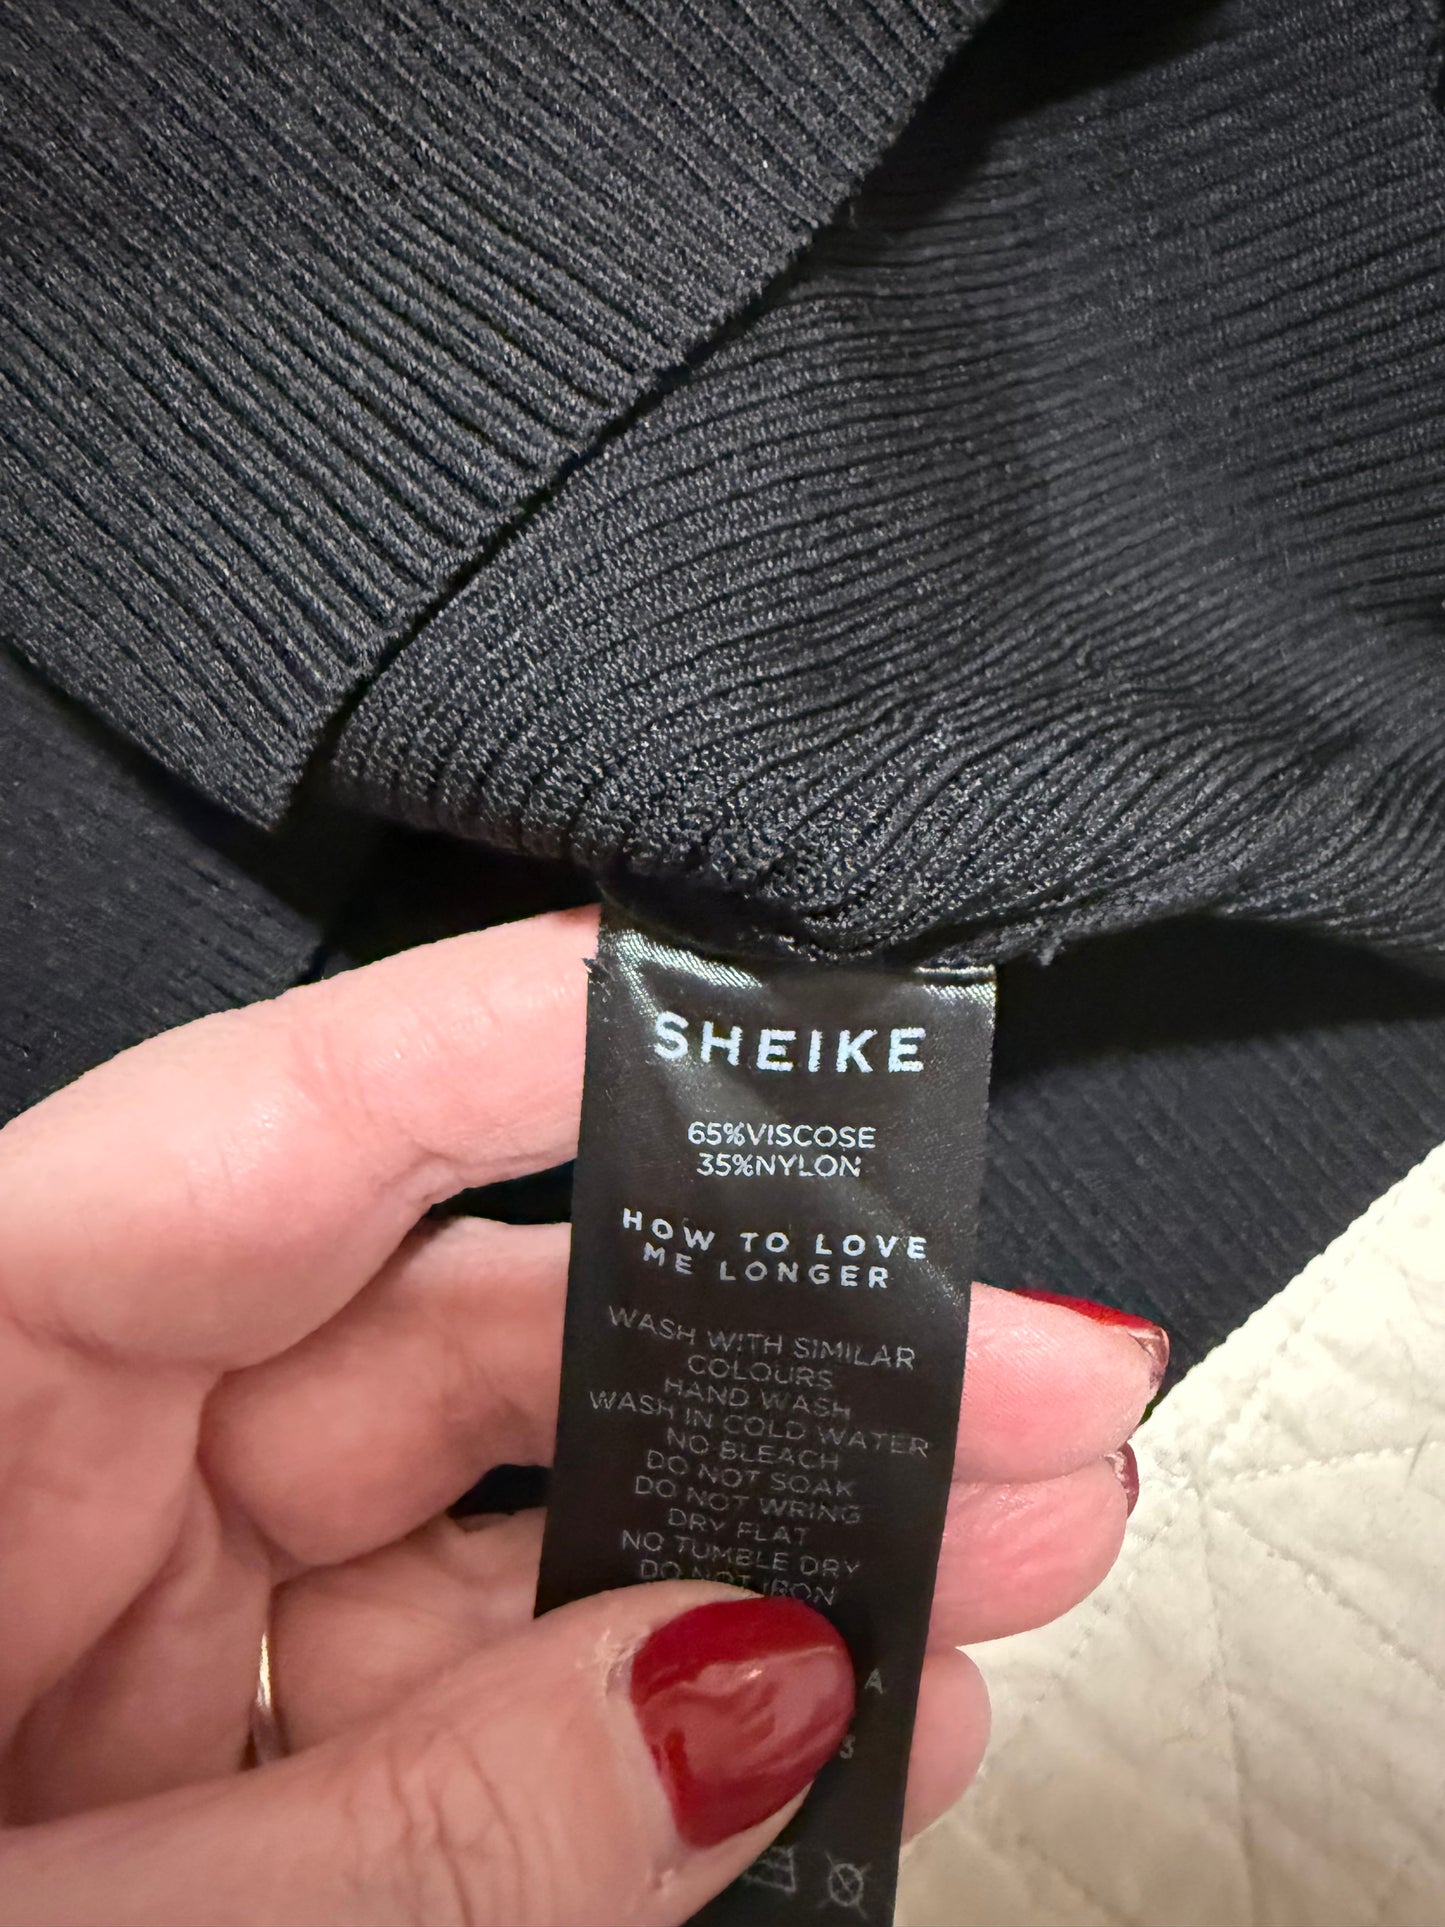 SHEIKE
65%VISCOSE
35%NYLON
HOW TO LOVE
ME LONGER
WASH WITH SIMILAR
COLOURS
HAND WASH
WASH IN COLD WATER
NO BLEACH
DO NOT SOAK
DO NOT WRING
DRY FLAT
NO TUMBLE DRY
DO NOT IRON
A
S